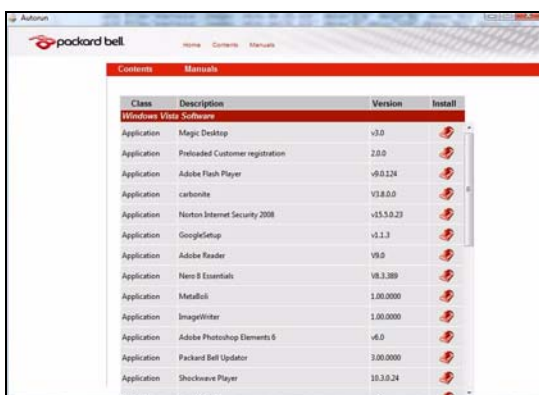 Autorun
packard bell.
Home Contents Manuals
Contents Manuals
Class Description Version Install
Windows Vista Software
Application Magic Desktop v3.0
Application Preloaded Customer registration 2.0.0
Application Adobe Flash Player v9.0.124
Application carbonite V3.8.0.0
Application Norton Internet Security 2008 v15.5.0.23
Application GoogleSetup v1.1.3
Application Adobe Reader V9.0
Application Nero 8 Essentials V8.3.389
Application Metaboli 1.00.0000
Application ImageWriter 1.00.0000
Application Adobe Photoshop Elements 6 v6.0
Application Packard Bell Updator 3.00.0000
Application Shockwave Player 10.3.0.24